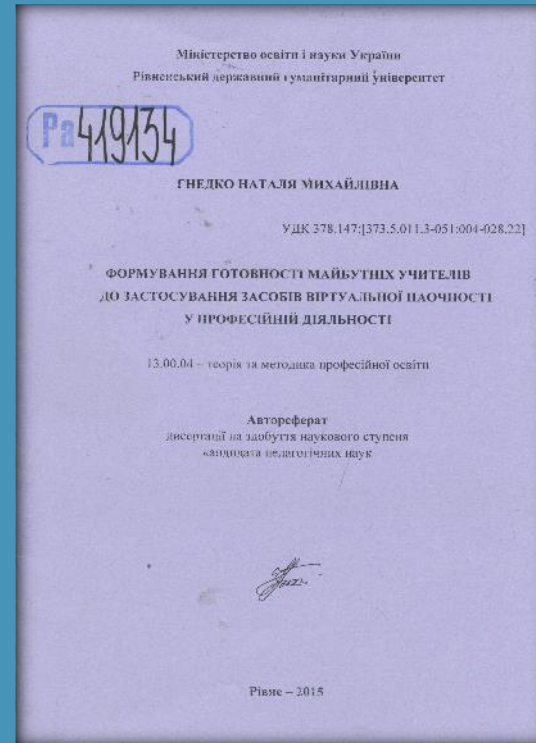 Міністерство освіти і науки України
Рівненський державний гуманітарний університет
Ра 419134
ГНЕДКО НАТАЛЯ МИХАЙЛІВНА
УДК 378.147:[373.5.011.3-051:004-028.22]
ФОРМУВАННЯ ГОТОВНОСТІ МАЙБУТНІХ УЧИТЕЛІВ
ДО ЗАСТОСУВАННЯ ЗАСОБІВ ВІРТУАЛЬНОЇ НАОЧНОСТІ
У ПРОФЕСІЙНІЙ ДІЯЛЬНОСТІ
13.00.04 – теорія та методика професійної освіти
Автореферат
дисертації на здобуття наукового ступеня
кандидата педагогічних наук
Рівне – 2015